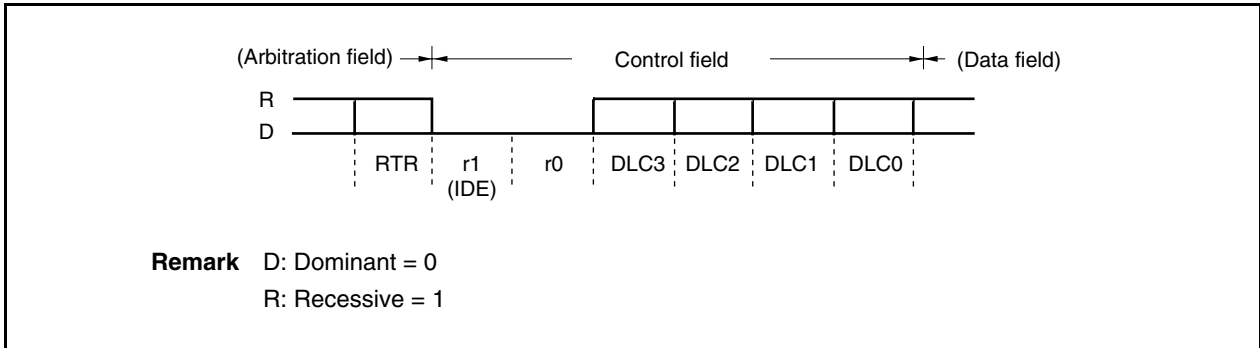 (Arbitration field) Control field (Data field)
R
D
RTR r1 r0 DLC3 DLC2 DLC1 DLC0
(IDE)
Remark D: Dominant = 0
R: Recessive = 1